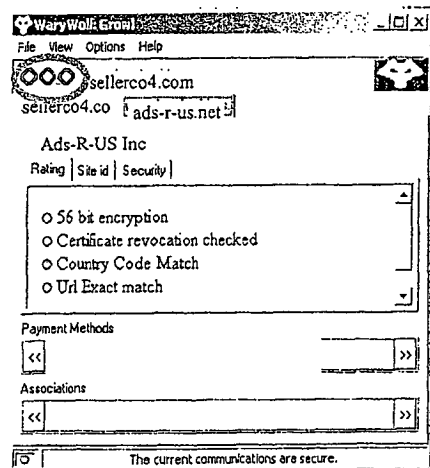 WaryWolf: Growl
File View Options Help
sellerco4.com
sellerco4.co ads-r-us.net
Ads-R-US Inc
Rating Site id Security
56 bit encryption
Certificate revocation checked
Country Code Match
Url Exact match
Payment Methods
<< >>
Associations
<< >>
The current communications are secure.